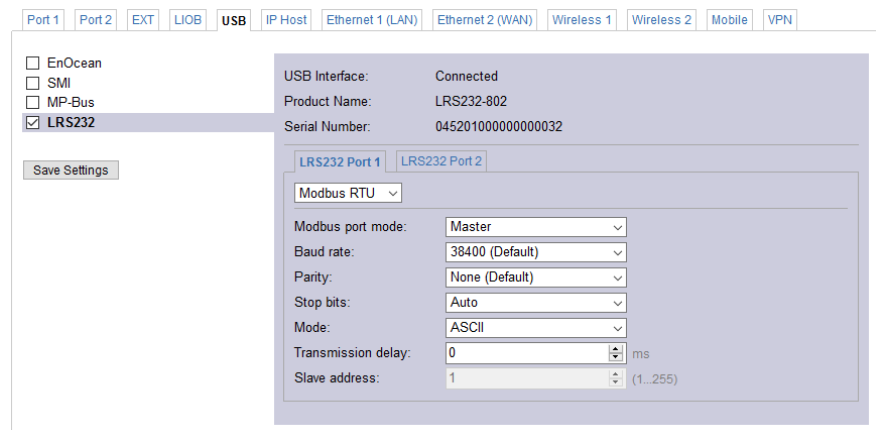 Port 1 Port 2 EXT LIOB USB IP Host Ethernet 1 (LAN) Ethernet 2 (WAN) Wireless 1 Wireless 2 Mobile VPN
EnOcean
SMI
MP-Bus
LRS232
Save Settings
USB Interface: Connected
Product Name: LRS232-802
Serial Number: 045201000000000032
LRS232 Port 1 LRS232 Port 2
Modbus RTU
Modbus port mode: Master
Baud rate: 38400 (Default)
Parity: None (Default)
Stop bits: Auto
Mode: ASCII
Transmission delay: 0 ms
Slave address: 1 (1...255)